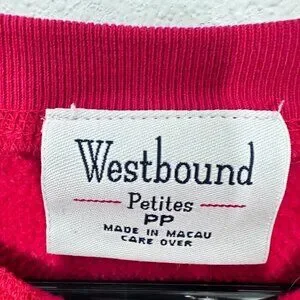 Westbound
Petites
PP
MADE IN MACAU
CARE OVER